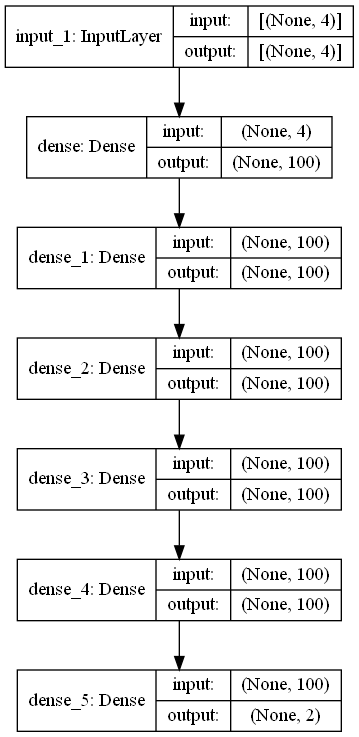 input_1: InputLayer
input:
[(None, 4)]
output:
[(None, 4)]
dense: Dense
input:
(None, 4)
output:
(None, 100)
dense_1: Dense
input:
(None, 100)
output:
(None, 100)
dense_2: Dense
input:
(None, 100)
output:
(None, 100)
dense_3: Dense
input:
(None, 100)
output:
(None, 100)
dense_4: Dense
input:
(None, 100)
output:
(None, 100)
dense_5: Dense
input:
(None, 100)
output:
(None, 2)